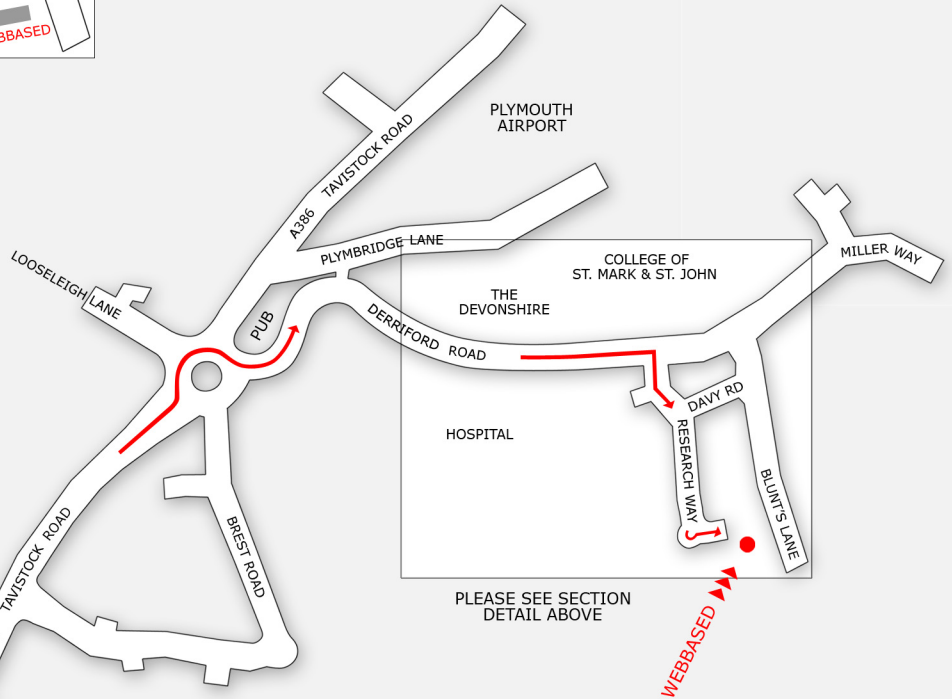 BBASED
PLYMOUTH
AIRPORT
A386 TAVISTOCK ROAD
PLYMBRIDGE LANE
LOOSELEIGH LANE
COLLEGE OF
ST. MARK & ST. JOHN
MILLER WAY
THE
DEVONSHIRE
PUB
DERRIFORD ROAD
DAVY RD
HOSPITAL
RESEARCH WAY
BLUNT'S LANE
TAVISTOCK ROAD
BREST ROAD
PLEASE SEE SECTION
DETAIL ABOVE
WEBBASED